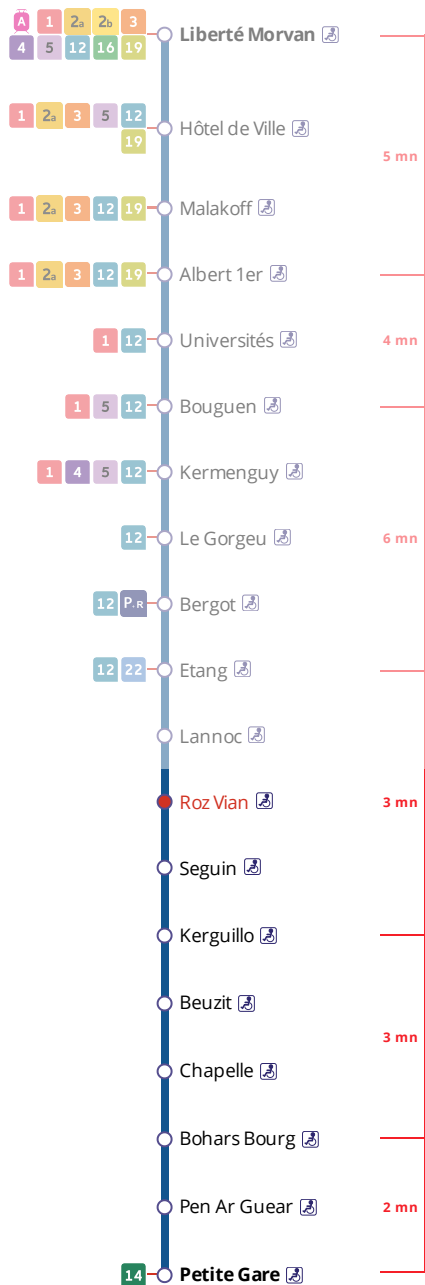 A 1 2a 2b 3
4 5 12 16 19
Liberté Morvan
1 2a 3 5 12
19
Hôtel de Ville
5 mn
1 2a 3 12 19
Malakoff
1 2a 3 12 19
Albert 1er
1 12
Universités
4 mn
1 5 12
Bouguen
1 4 5 12
Kermenguy
12
Le Gorgeu
6 mn
12 P.R
Bergot
12 22
Etang
Lannoc
Roz Vian
3 mn
Seguin
Kerguillo
Beuzit
3 mn
Chapelle
Bohars Bourg
Pen Ar Guear
2 mn
14
Petite Gare